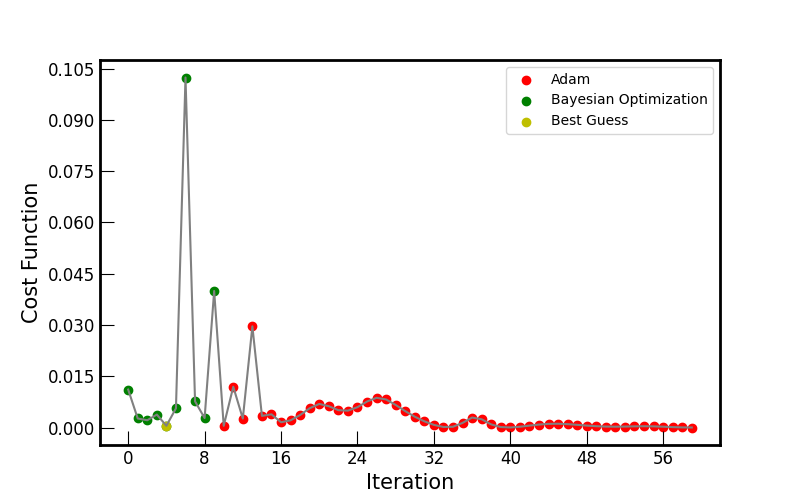 0.105
0.090
0.075
0.060
0.045
0.030
0.015
0.000
Cost Function
Adam
Bayesian Optimization
Best Guess
0 8 16 24 32 40 48 56
Iteration